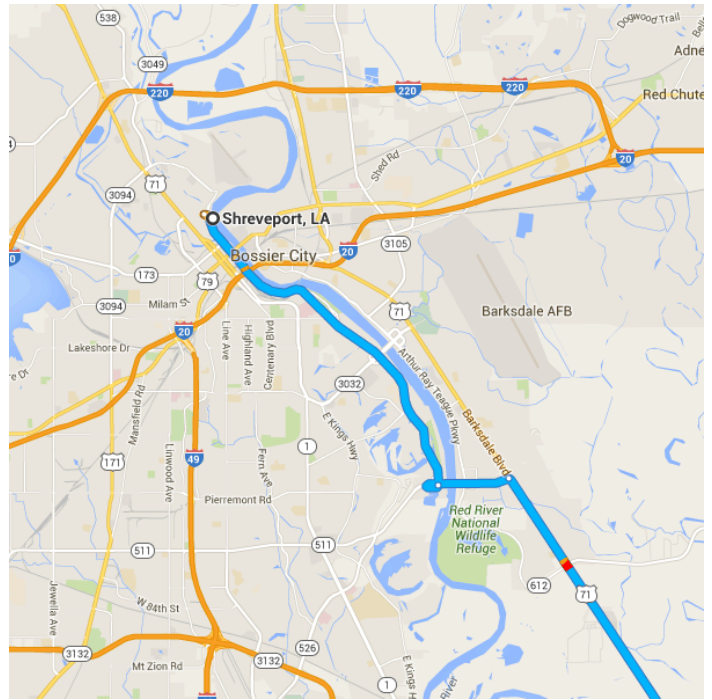 538
Dogwood Trail
Bell
3049
Adne
220
220
220
Red Chute
Shed Rd
20
3094
71
Shreveport, LA
3105
Bossier City
20
173
79
Milam St
Barksdale AFB
3094
71
20
Line Ave
Highland Ave
Centenary Blvd
Lakeshore Dr
re Dr
Arthur Ray Teague Pkwy
3032
Mansfield Rd
Barksdale Blvd
E Kings Hwy
1
171
Linwood Ave
49
Fern Ave
Pierremont Rd
Red River
National
Wildlife
Refuge
511
511
612
71
Jewella Ave
W 84th St
526
3132
3132
Mt Zion Rd
E Kings H
1
River